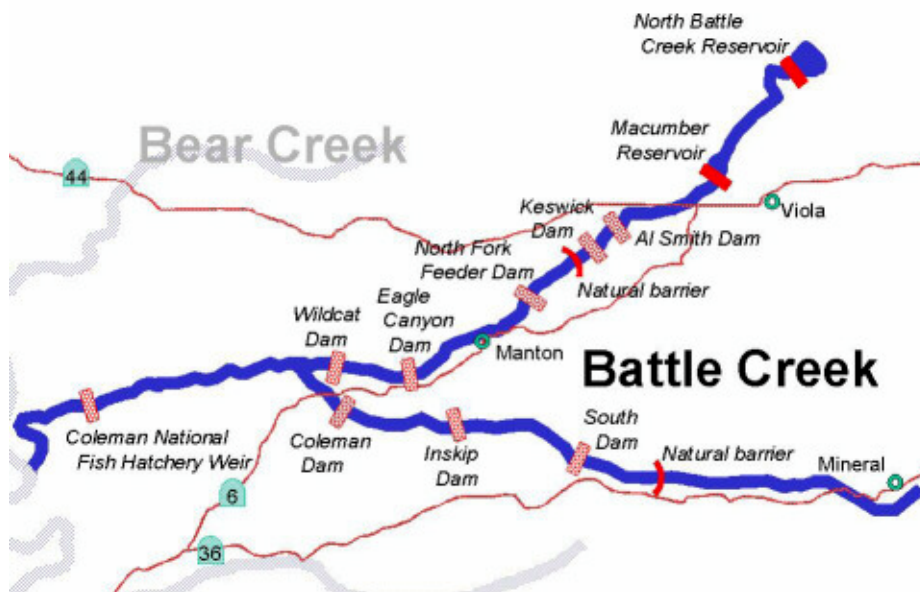 North Battle
Creek Reservoir
Bear Creek
Macumber
Reservoir
44
Keswick
Dam
Viola
Al Smith Dam
North Fork
Feeder Dam
Natural barrier
Wildcat
Dam
Eagle
Canyon
Dam
Manton
Battle Creek
Coleman National
Fish Hatchery Weir
Coleman
Dam
Inskip
Dam
South
Dam
Natural barrier
Mineral
6
36